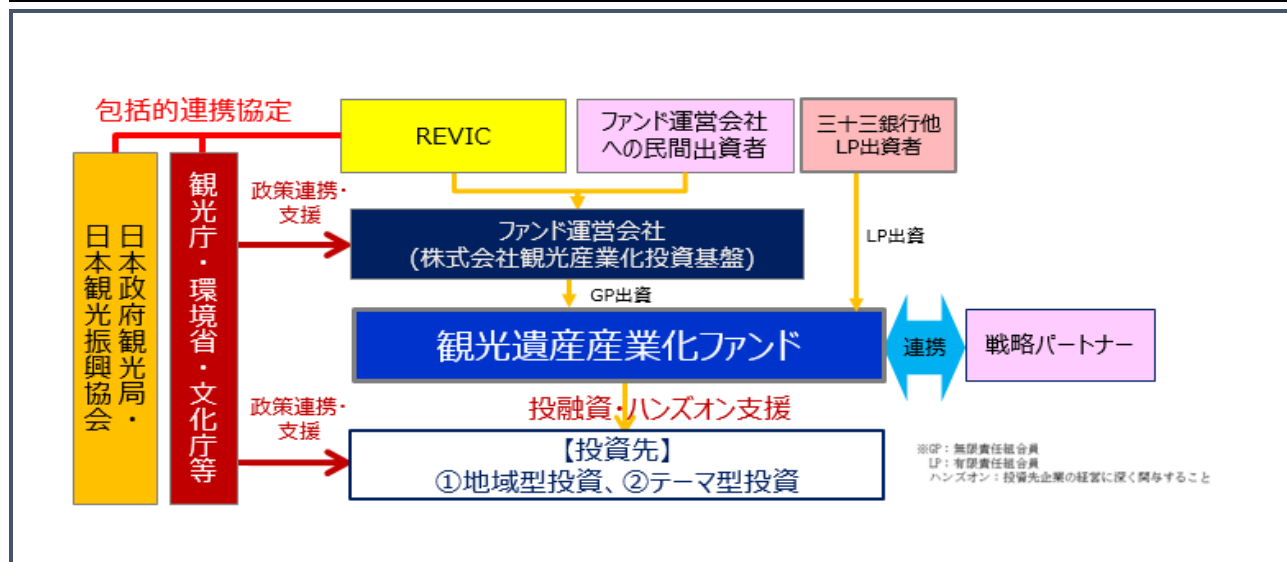 包括的連携協定
REVIC
ファンド運営会社
への民間出資者
三十三銀行他
LP出資者
日本政府観光局・
日本観光振興協会
観光庁・環境省・文化庁等
政策連携・
支援
ファンド運営会社
(株式会社観光産業化投資基盤)
LP出資
GP出資
観光遺産産業化ファンド
連携
戦略パートナー
投融資・ハンズオン支援
政策連携・
支援
【投資先】
①地域型投資、②テーマ型投資
※GP：無限責任組合員
LP：有限責任組合員
ハンズオン：投資先企業の経営に深く関与すること